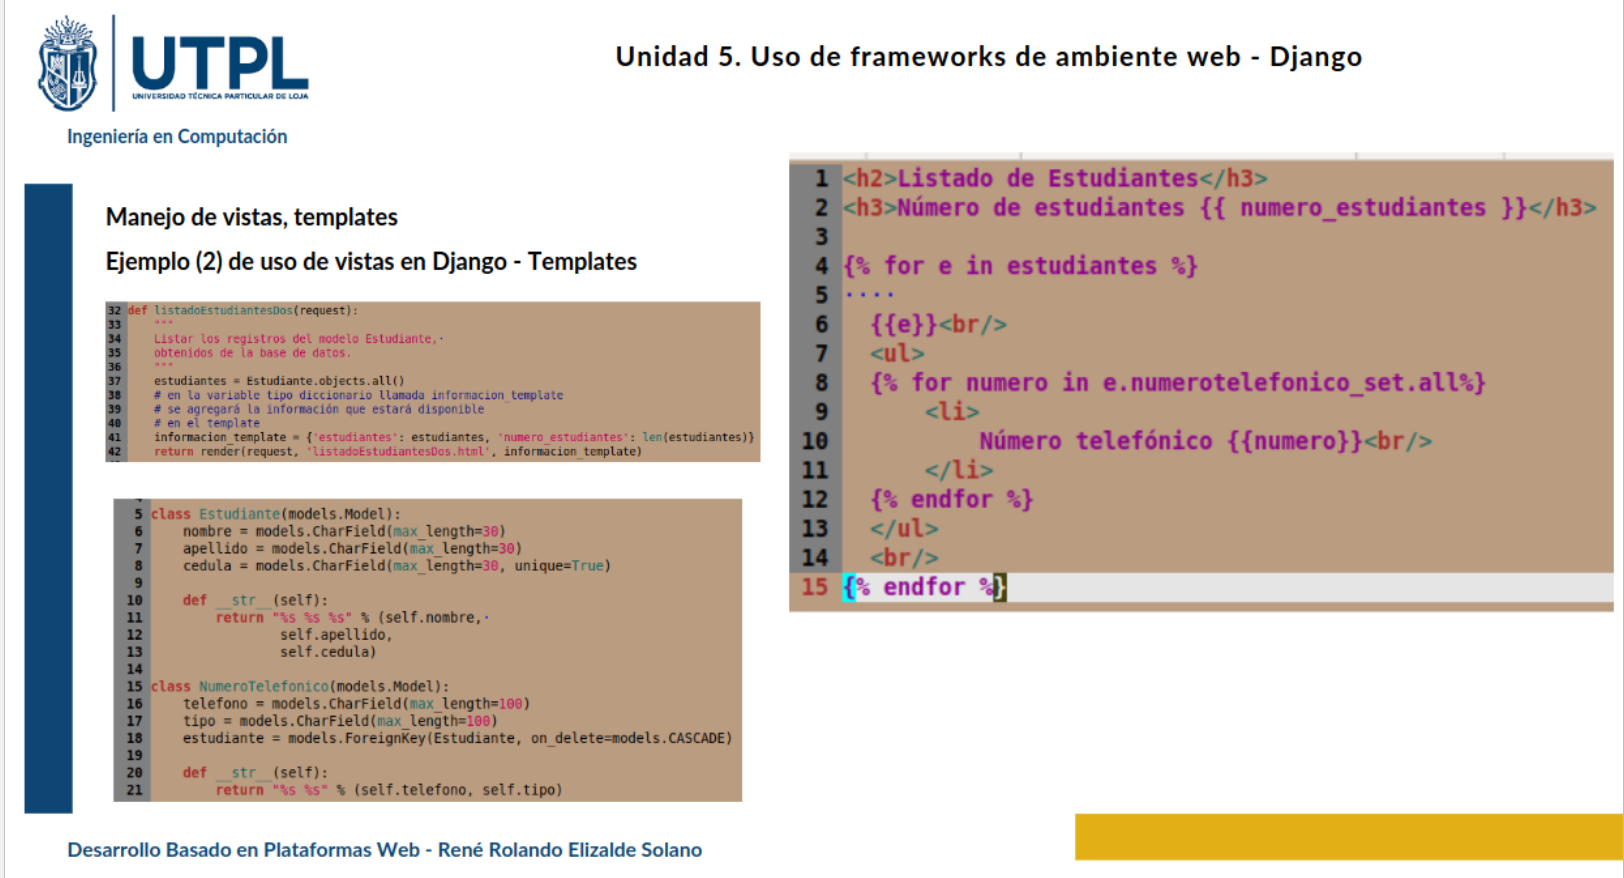 UTPL
UNIVERSIDAD TÉCNICA PARTICULAR DE LOJA
Ingeniería en Computación
Unidad 5. Uso de frameworks de ambiente web - Django
Manejo de vistas, templates
Ejemplo (2) de uso de vistas en Django - Templates
32 def listadoEstudiantesDos(request):
33     """
34     Listar los registros del modelo Estudiante,·
35     obtenidos de la base de datos.
36     """
37     estudiantes = Estudiante.objects.all()
38     # en la variable tipo diccionario llamada informacion_template
39     # se agregará la información que estará disponible
40     # en el template
41     informacion_template = {'estudiantes': estudiantes, 'numero_estudiantes': len(estudiantes)}
42     return render(request, 'listadoEstudiantesDos.html', informacion_template)
5 class Estudiante(models.Model):
6     nombre = models.CharField(max_length=30)
7     apellido = models.CharField(max_length=30)
8     cedula = models.CharField(max_length=30, unique=True)
9
10     def __str__(self):
11         return "%s %s %s" % (self.nombre,·
12                 self.apellido,
13                 self.cedula)
14
15 class NumeroTelefonico(models.Model):
16     telefono = models.CharField(max_length=100)
17     tipo = models.CharField(max_length=100)
18     estudiante = models.ForeignKey(Estudiante, on_delete=models.CASCADE)
19
20     def __str__(self):
21         return "%s %s" % (self.telefono, self.tipo)
1 <h2>Listado de Estudiantes</h3>
2 <h3>Número de estudiantes {{ numero_estudiantes }}</h3>
3
4 {% for e in estudiantes %}
5 ····
6   {{e}}<br/>
7   <ul>
8   {% for numero in e.numerotelefonico_set.all%}
9       <li>
10           Número telefónico {{numero}}<br/>
11       </li>
12   {% endfor %}
13   </ul>
14   <br/>
15 {% endfor %}
Desarrollo Basado en Plataformas Web - René Rolando Elizalde Solano